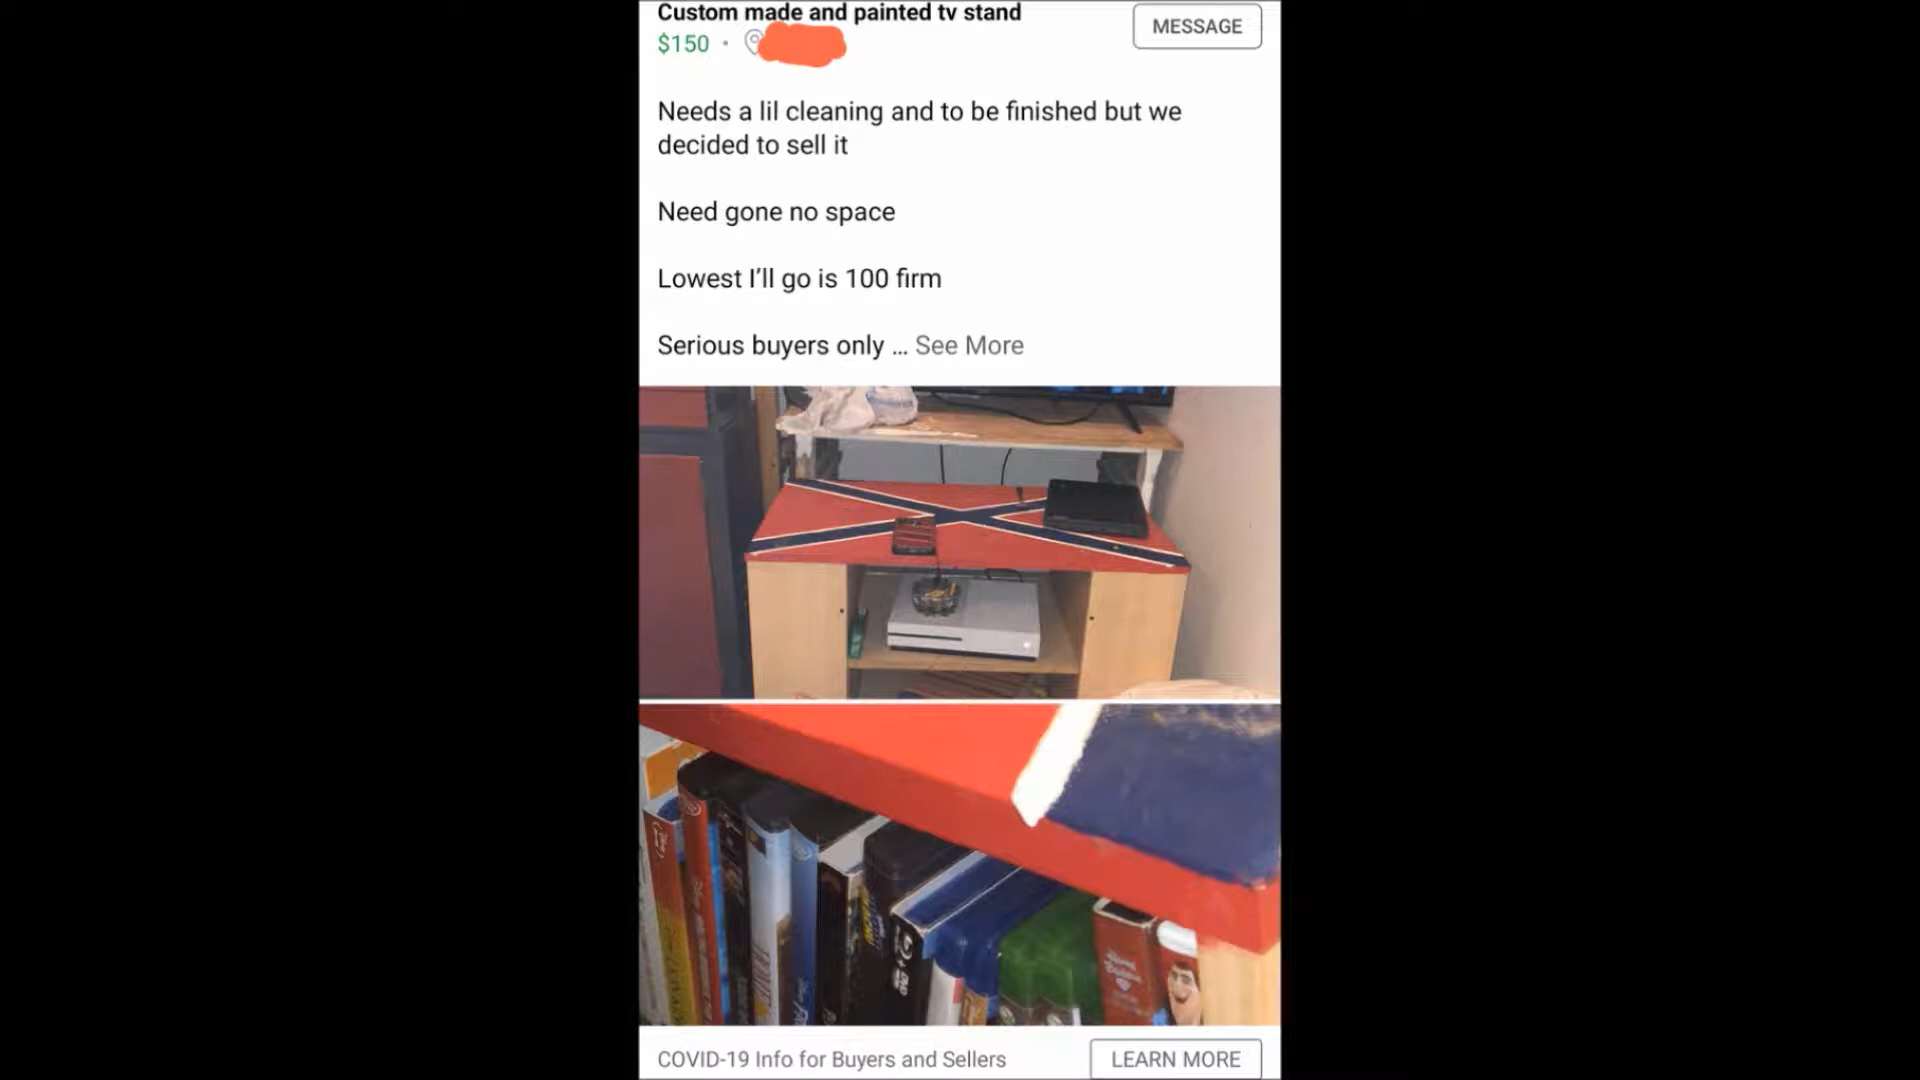 Custom made and painted tv stand
MESSAGE
$150 ·
Needs a lil cleaning and to be finished but we
decided to sell it
Need gone no space
Lowest I'll go is 100 firm
Serious buyers only ... See More
COVID-19 Info for Buyers and Sellers
LEARN MORE